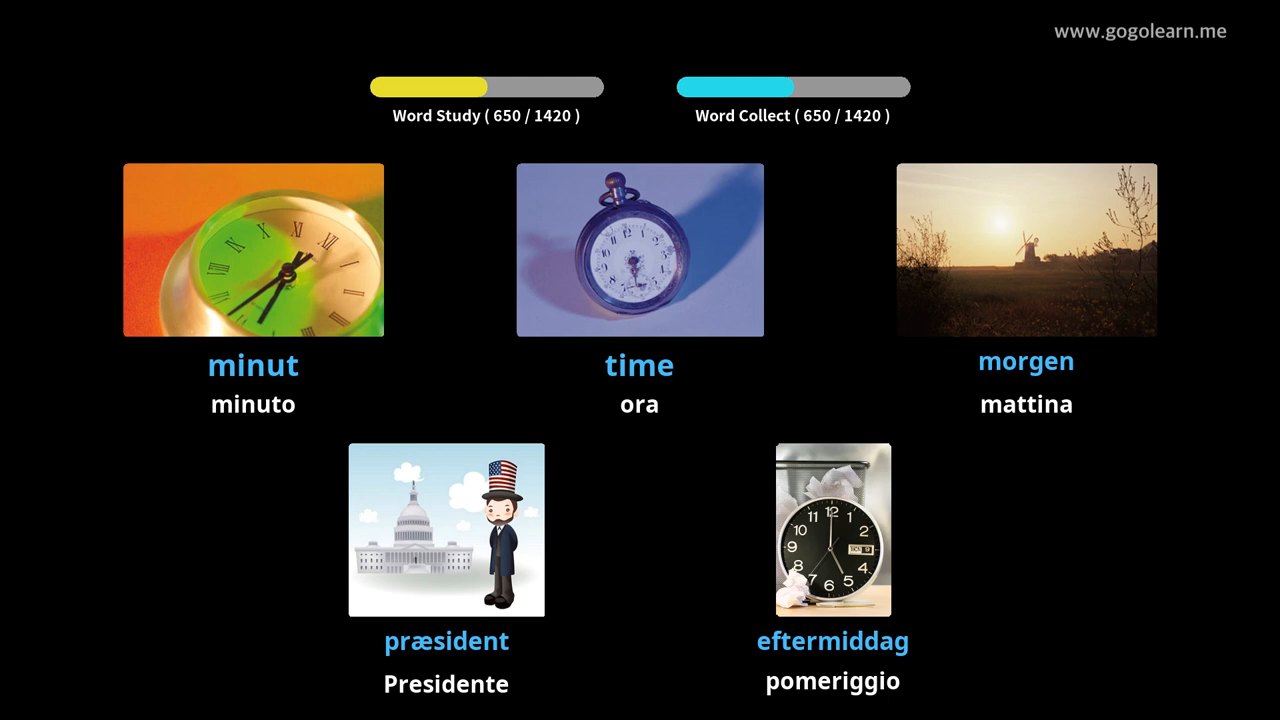 www.gogolearn.me
Word Study ( 650 / 1420 )
Word Collect ( 650 / 1420 )
minut
minuto
time
ora
morgen
mattina
præsident
Presidente
eftermiddag
pomeriggio